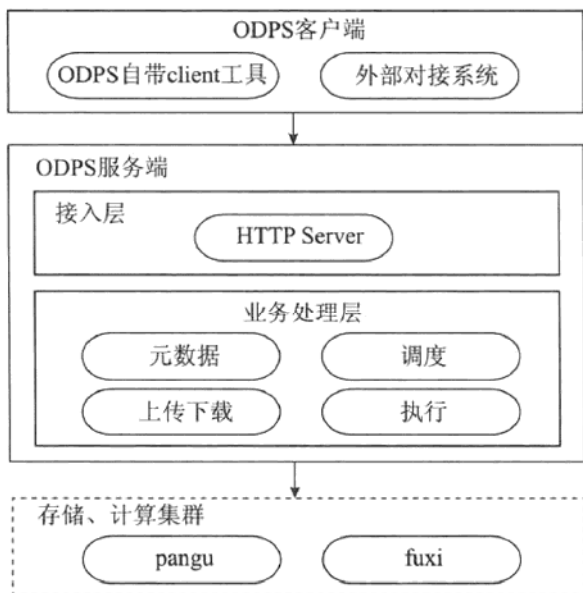 ODPS客户端
ODPS自带client工具
外部对接系统
ODPS服务端
接入层
HTTP Server
业务处理层
元数据
调度
上传下载
执行
存储、计算集群
pangu
fuxi